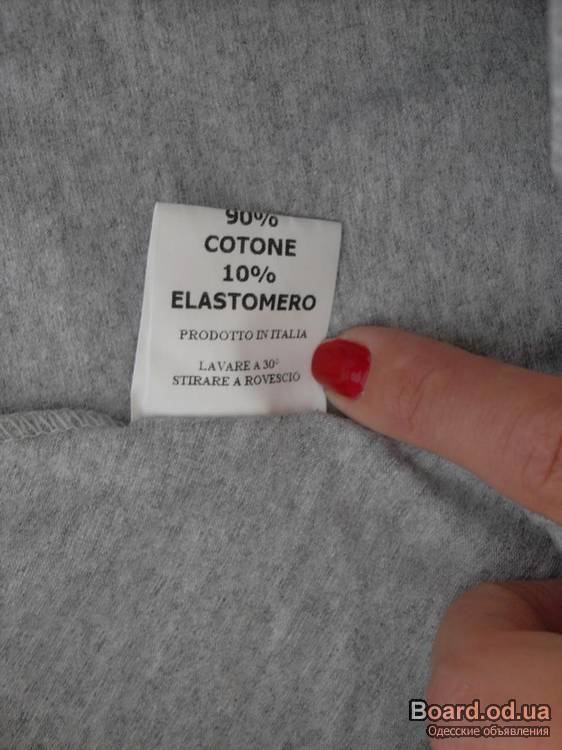 90%
COTONE
10%
ELASTOMERO
PRODOTTO IN ITALIA
LAVARE A 30°
STIRARE A ROVESCIO
Board.od.ua
Одесские объявления